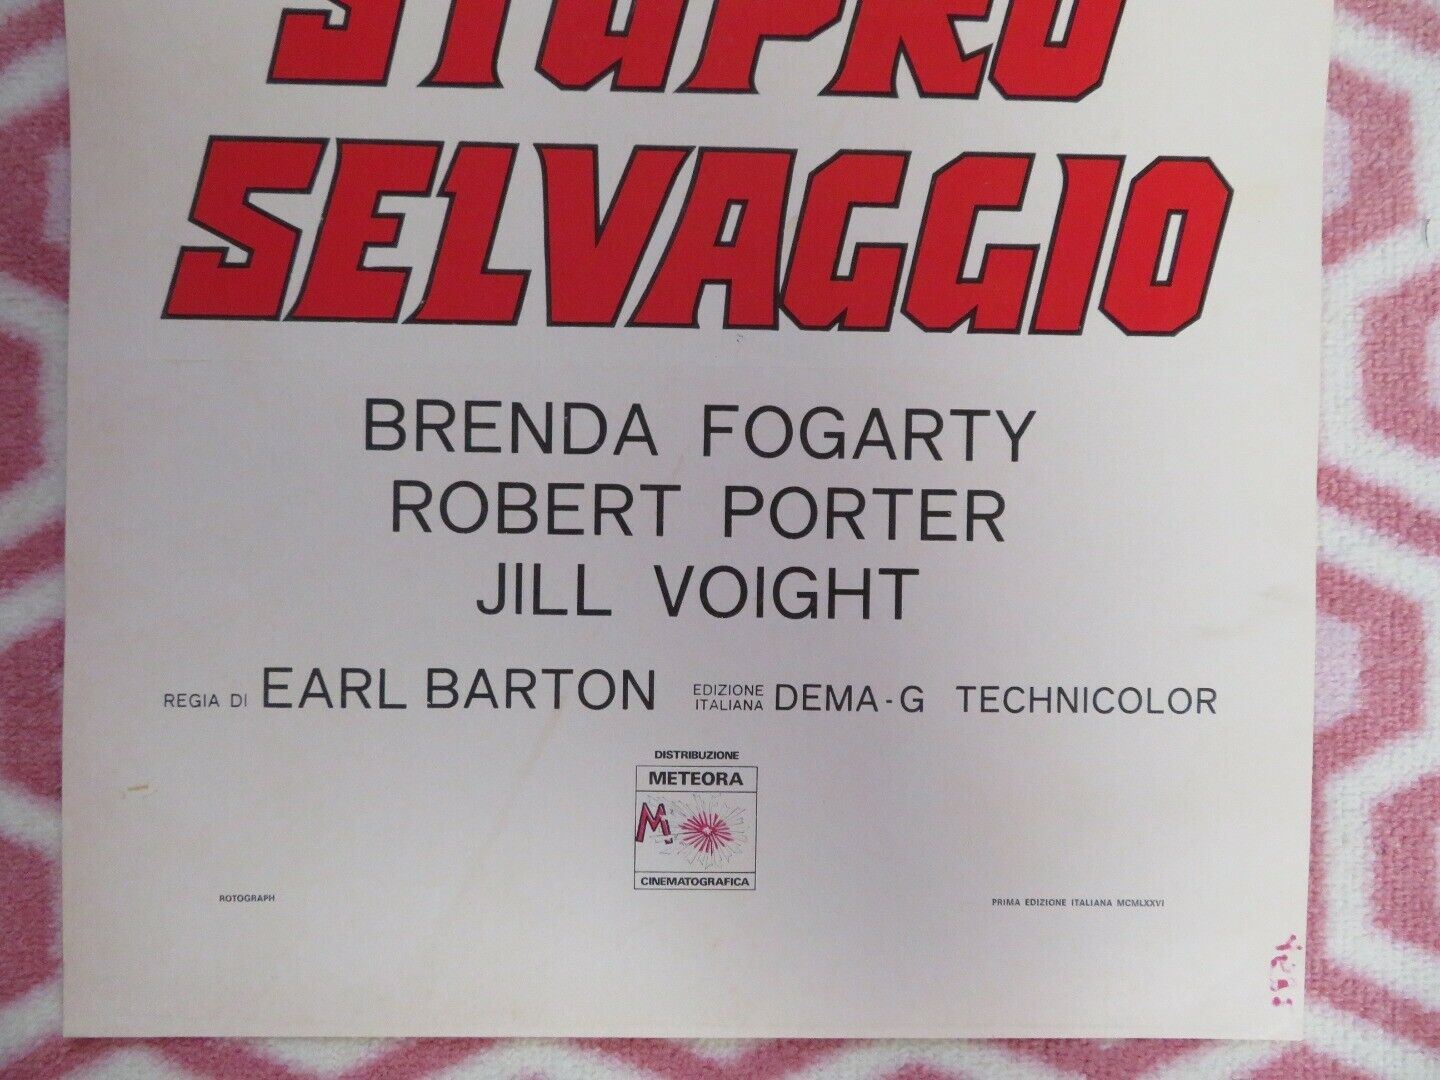 STUPRO
SELVAGGIO
BRENDA FOGARTY
ROBERT PORTER
JILL VOIGHT
REGIA DI EARL BARTON EDIZIONE ITALIANA DEMA-G TECHNICOLOR
DISTRIBUZIONE
METEORA
M
CINEMATOGRAFICA
ROTOGRAPH
PRIMA EDIZIONE ITALIANA MCMLXXVI